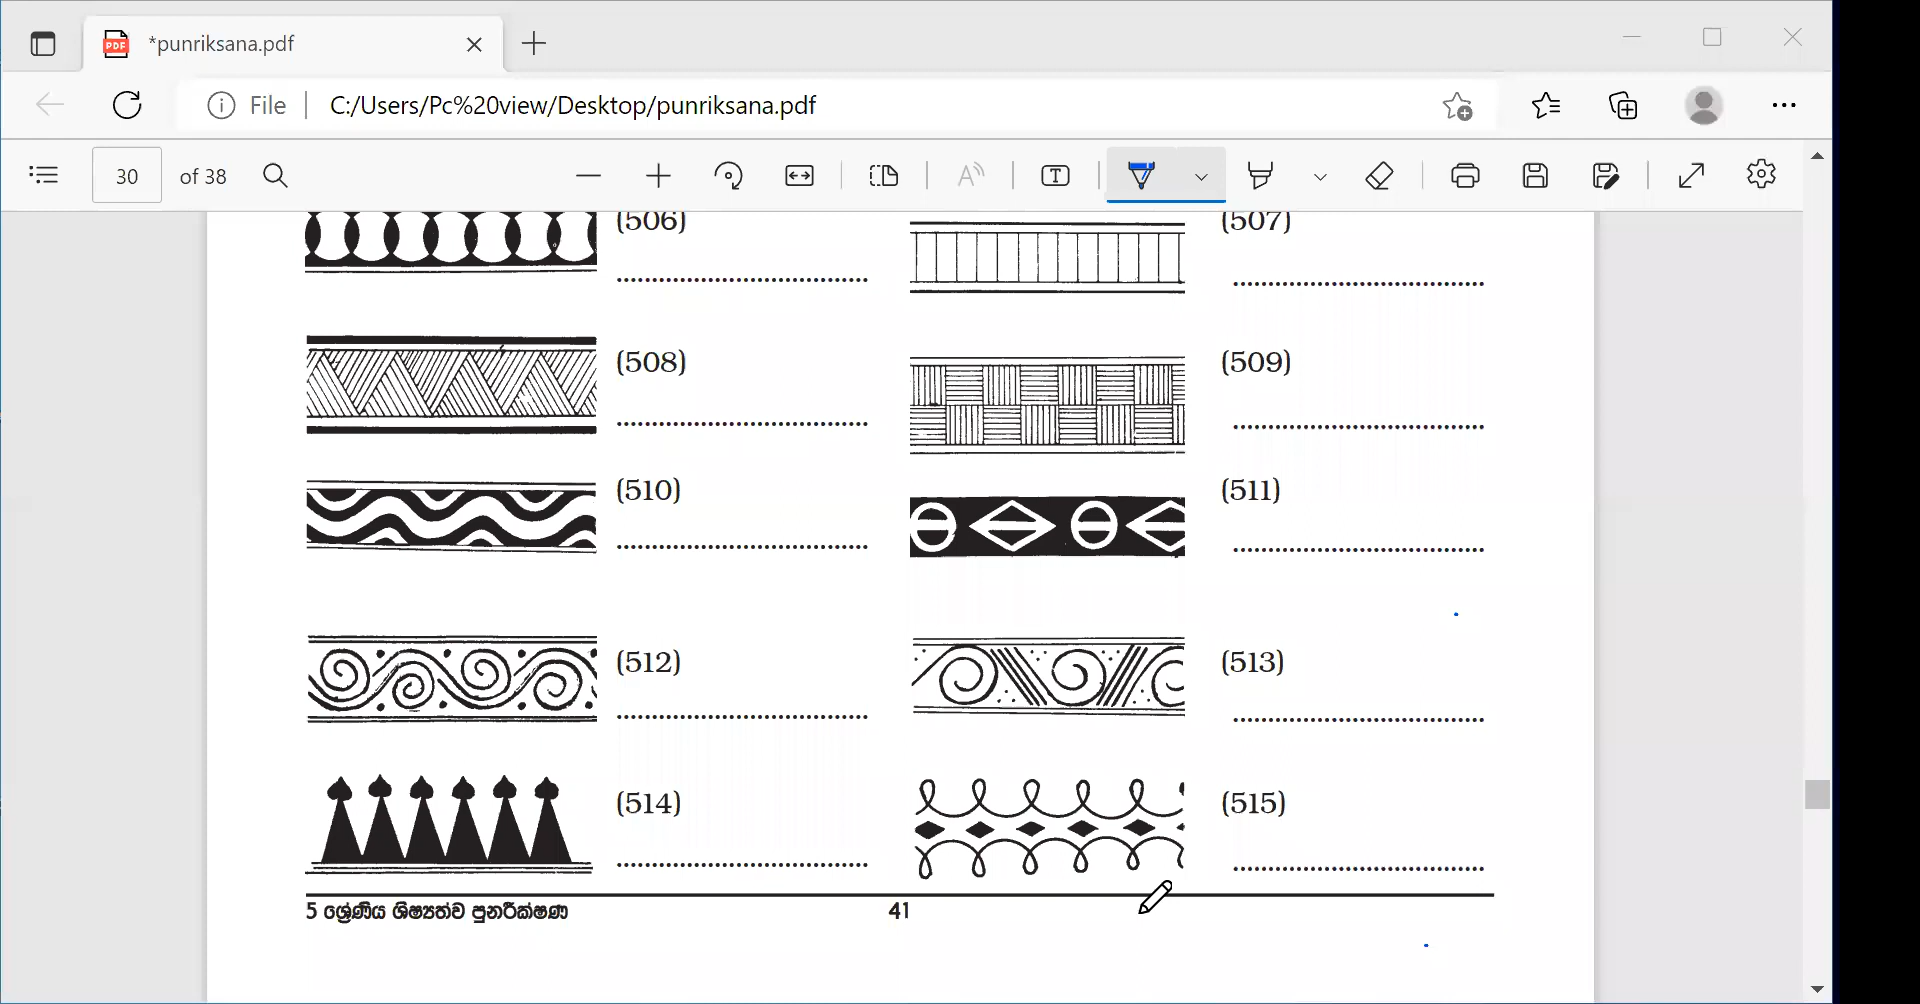 *punriksana.pdf
File C:/Users/Pc%20view/Desktop/punriksana.pdf
30 of 38
(506) (507)
(508) (509)
(510) (511)
(512) (513)
(514) (515)
5 ශ්‍රේණිය ශිෂ්‍යත්ව පුනරීක්ෂණ 41